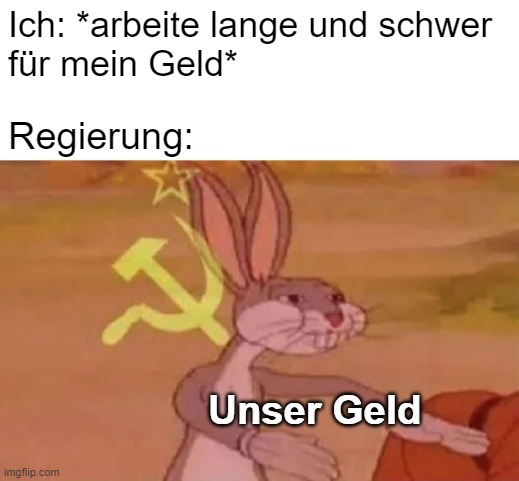 Ich: *arbeite lange und schwer
für mein Geld*
Regierung:
Unser Geld
imgflip.com